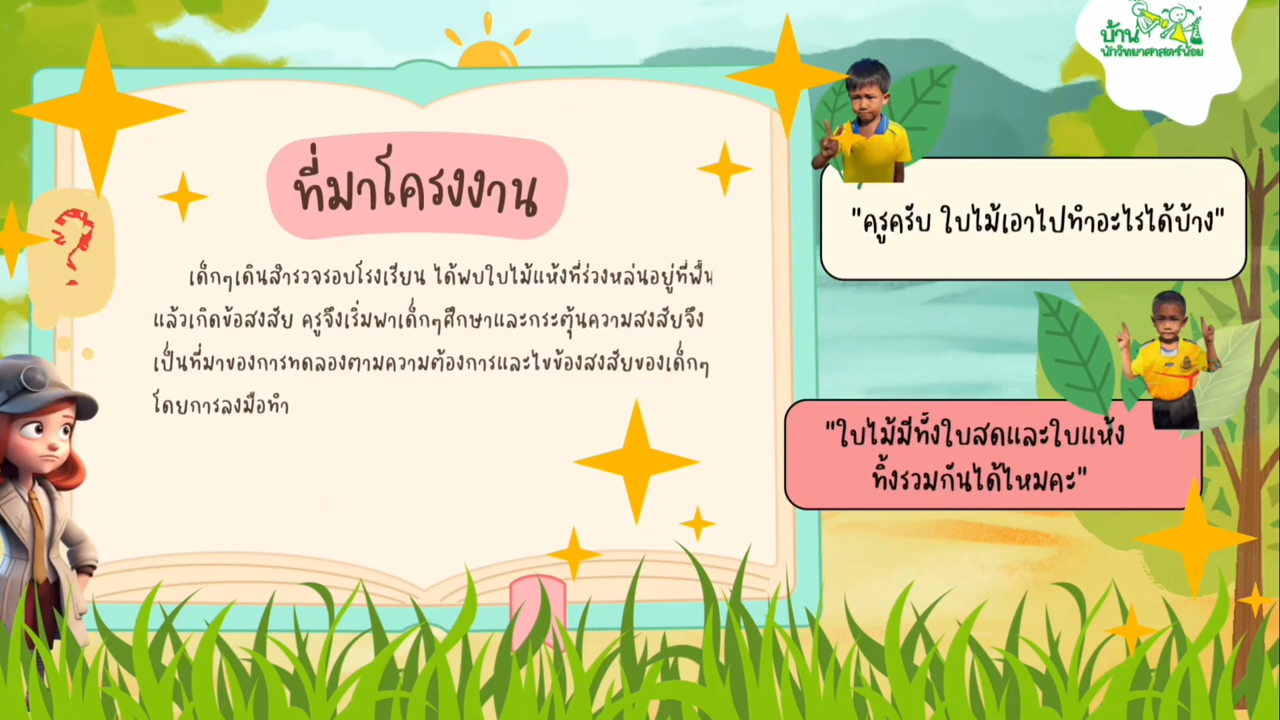 บ้าน
นักวิทยาศาสตร์น้อย
ที่มาโครงงาน
?
เด็กๆเดินสำรวจรอบโรงเรียน ได้พบใบไม้แห้งที่ร่วงหล่นอยู่ที่พื้น
แล้วเกิดข้อสงสัย ครูจึงเริ่มพาเด็กๆศึกษาและกระตุ้นความสงสัยจึง
เป็นที่มาของการทดลองตามความต้องการและไขข้องสงสัยของเด็กๆ
โดยการลงมือทำ
"ครูครับ ใบไม้เอาไปทำอะไรได้บ้าง"
"ใบไม้มีทั้งใบสดและใบแห้ง
ทิ้งรวมกันได้ไหมคะ"